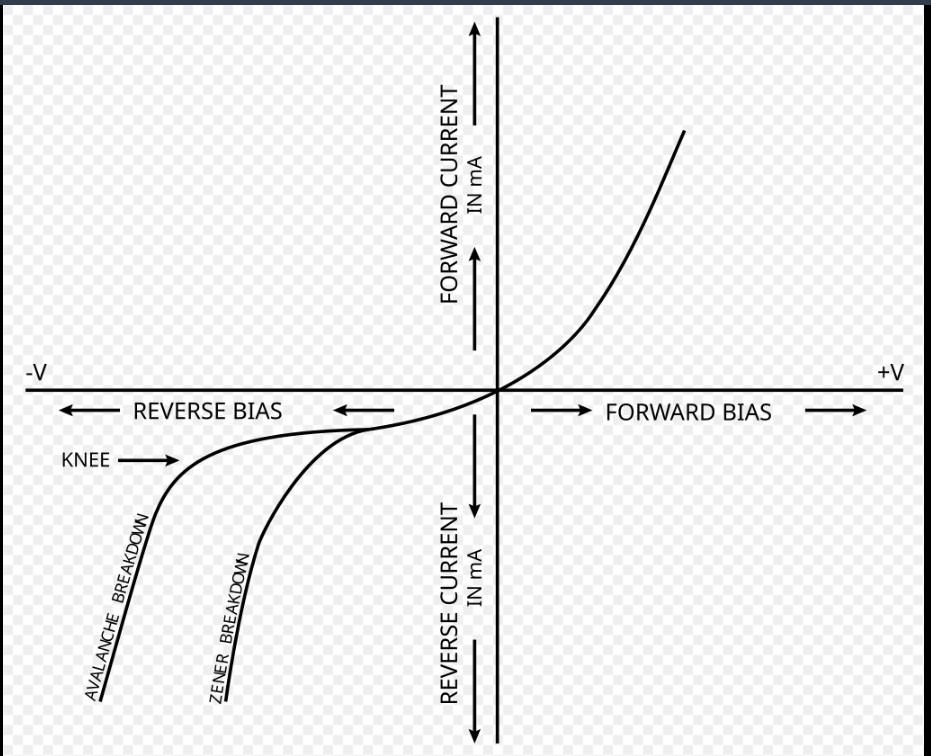 FORWARD CURRENT
IN mA
-V
+V
REVERSE BIAS
FORWARD BIAS
KNEE
AVALANCHE BREAKDOWN
ZENER BREAKDOWN
REVERSE CURRENT
IN mA